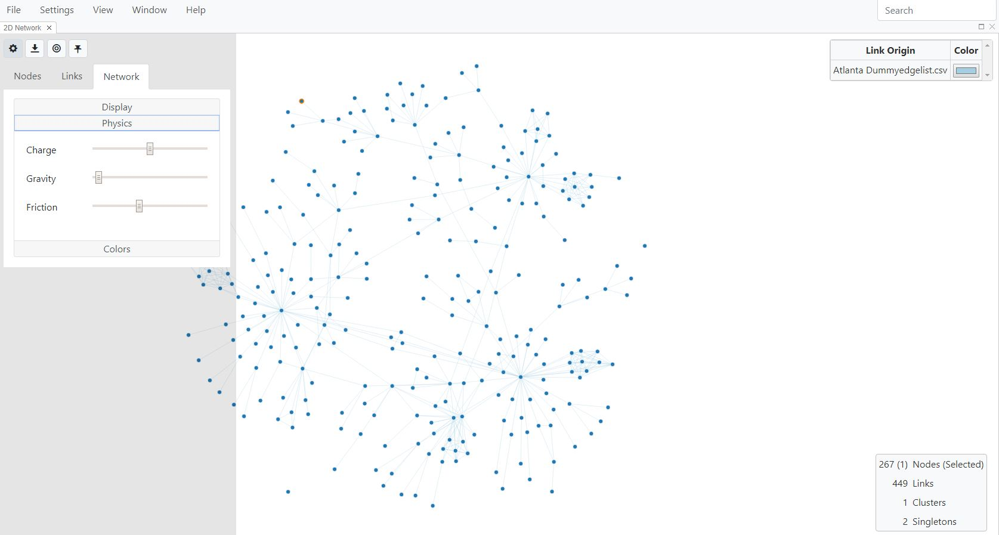 File Settings View Window Help
Search
2D Network
Nodes Links Network
Display
Physics
Charge
Gravity
Friction
Colors
Link Origin Color
Atlanta Dummyedgelist.csv
267 (1) Nodes (Selected)
449 Links
1 Clusters
2 Singletons